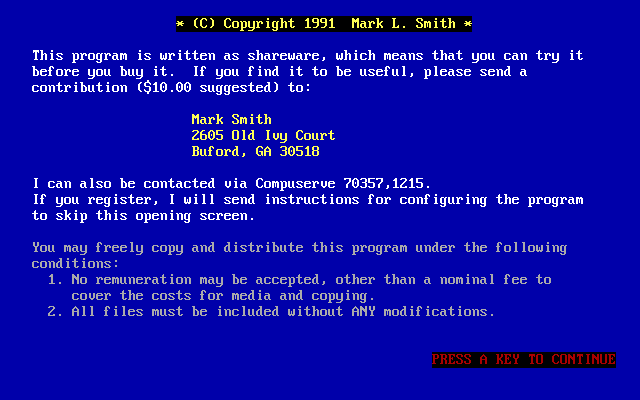 * (C) Copyright 1991  Mark L. Smith *
This program is written as shareware, which means that you can try it
before you buy it.  If you find it to be useful, please send a
contribution ($10.00 suggested) to:
Mark Smith
2605 Old Ivy Court
Buford, GA 30518
I can also be contacted via Compuserve 70357,1215.
If you register, I will send instructions for configuring the program
to skip this opening screen.
You may freely copy and distribute this program under the following
conditions:
1. No remuneration may be accepted, other than a nominal fee to
cover the costs for media and copying.
2. All files must be included without ANY modifications.
PRESS A KEY TO CONTINUE